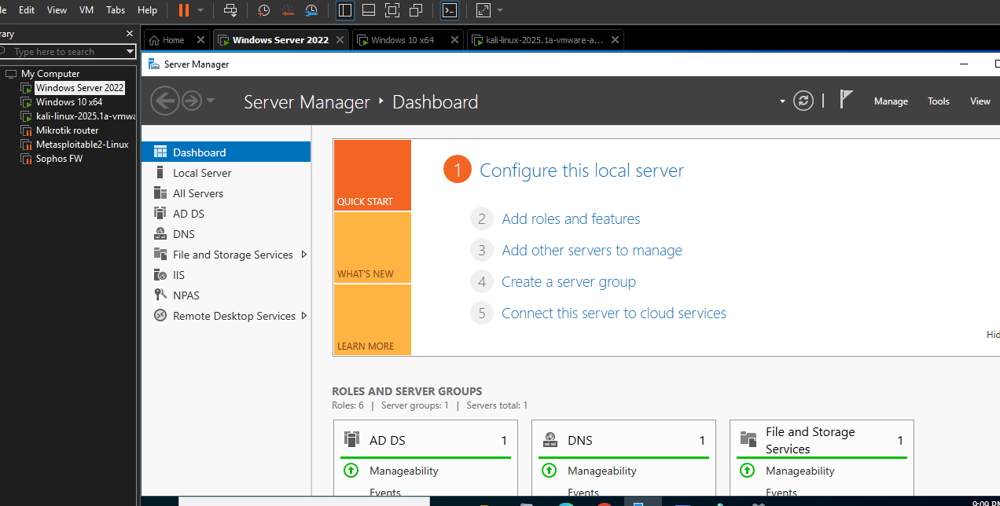 le Edit View VM Tabs Help
rary
Type here to search
My Computer
Windows Server 2022
Windows 10 x64
kali-linux-2025.1a-vmwa
Mikrotik router
Metasploitable2-Linux
Sophos FW
Home Windows Server 2022 Windows 10 x64 kali-linux-2025.1a-vmware-a...
Server Manager
Server Manager Dashboard
Manage Tools View
Dashboard
Local Server
All Servers
AD DS
DNS
File and Storage Services
IIS
NPAS
Remote Desktop Services
QUICK START
WHAT'S NEW
LEARN MORE
1 Configure this local server
2 Add roles and features
3 Add other servers to manage
4 Create a server group
5 Connect this server to cloud services
Hid
ROLES AND SERVER GROUPS
Roles: 6 | Server groups: 1 | Servers total: 1
AD DS 1
Manageability
Events
DNS 1
Manageability
Events
File and Storage
Services 1
Manageability
Events